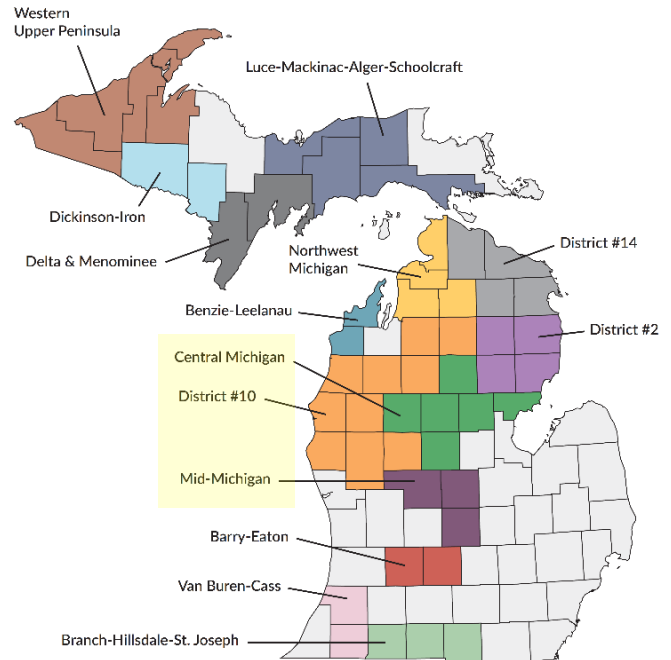 Western
Upper Peninsula
Luce-Mackinac-Alger-Schoolcraft
Dickinson-Iron
Delta & Menominee
Northwest
Michigan
District #14
Benzie-Leelanau
District #2
Central Michigan
District #10
Mid-Michigan
Barry-Eaton
Van Buren-Cass
Branch-Hillsdale-St. Joseph